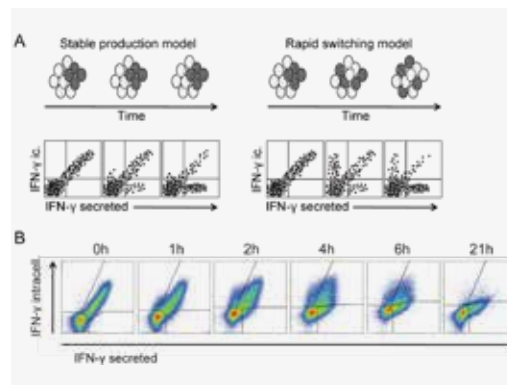 A
Stable production model
Rapid switching model
Time
Time
IFN-γ ic.
IFN-γ ic.
IFN-γ secreted
IFN-γ secreted
B
0h
1h
2h
4h
6h
21h
IFN-γ intracell.
IFN-γ secreted